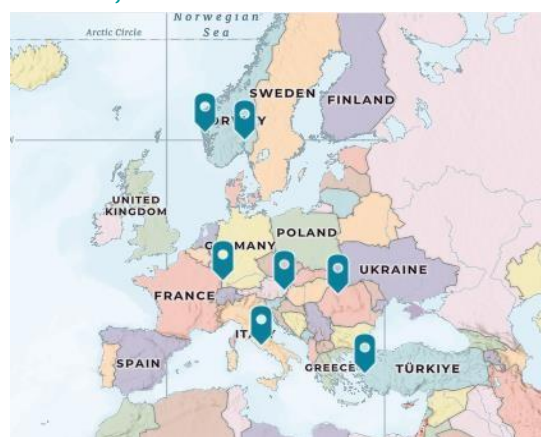 Norwegian
Sea
Arctic Circle
SWEDEN
FINLAND
UNITED
KINGDOM
POLAND
UKRAINE
FRANCE
SPAIN
GREECE
TÜRKIYE